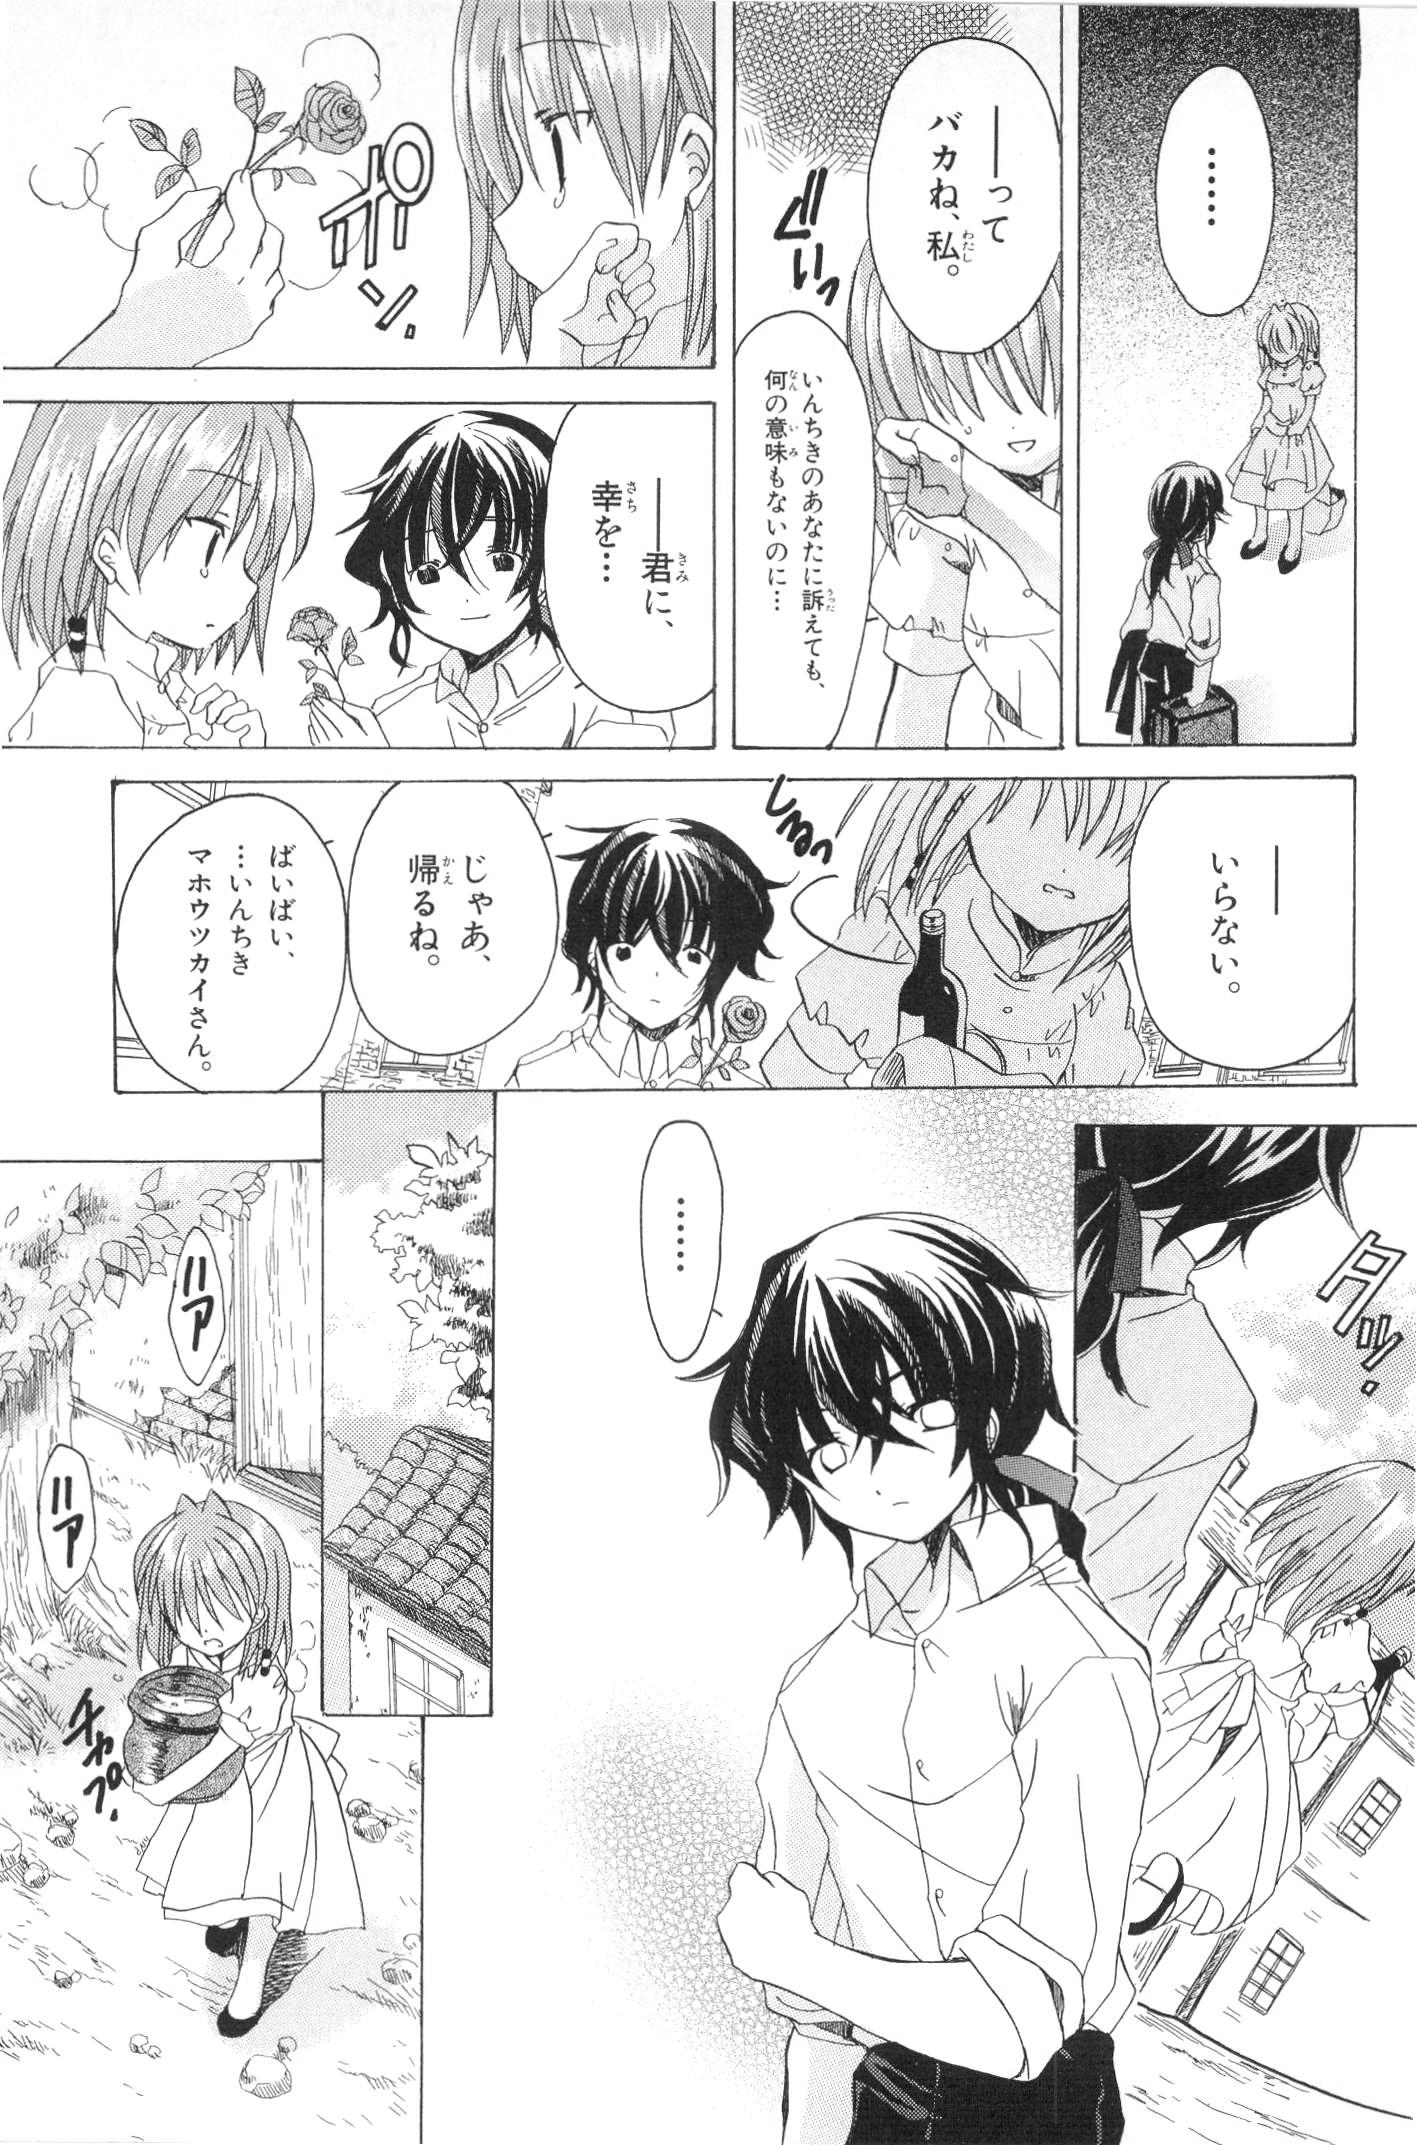 ……
――って
バカね、私。
ぐいっ
いんちきのあなたに訴えても、
何の意味もないのに…
ポンッ
――君に、
幸を…
――
いらない。
しるっ
じゃあ、
帰るね。
ばいばい、
…いんちき
マホウツカイさん。
タッ
……
ハア
ハア
チャプ